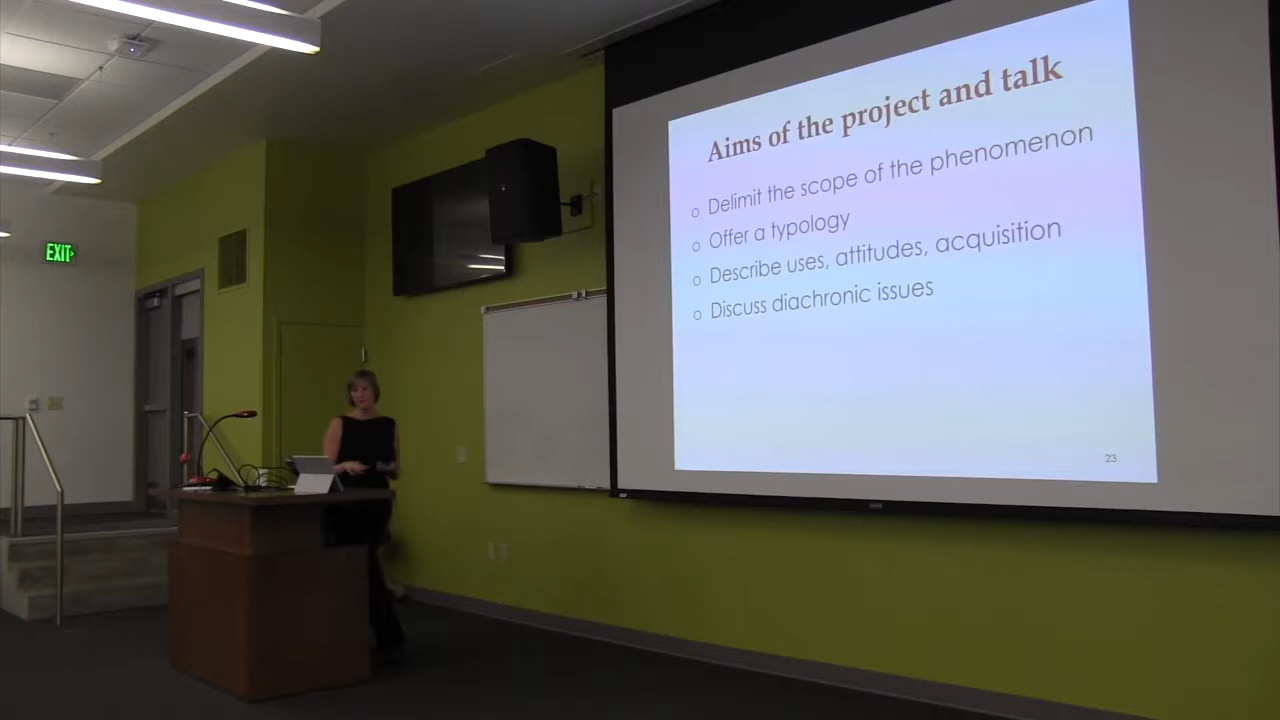 EXIT
Aims of the project and talk
Delimit the scope of the phenomenon
Offer a typology
Describe uses, attitudes, acquisition
Discuss diachronic issues
23